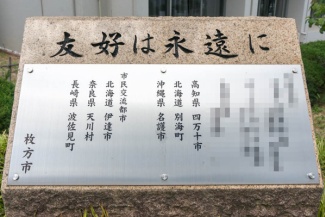 友好は永遠に
高知県 四万十市
北海道 別海町
沖縄県 名護市
市民交流都市
北海道 伊達市
奈良県 天川村
長崎県 波佐見町
枚方市